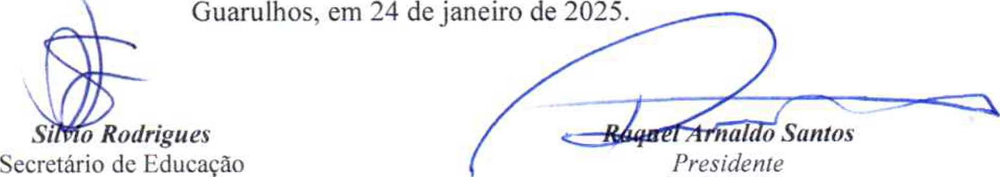 Guarulhos, em 24 de janeiro de 2025.
Silvio Rodrigues
Secretário de Educação
Raquel Arnaldo Santos
Presidente